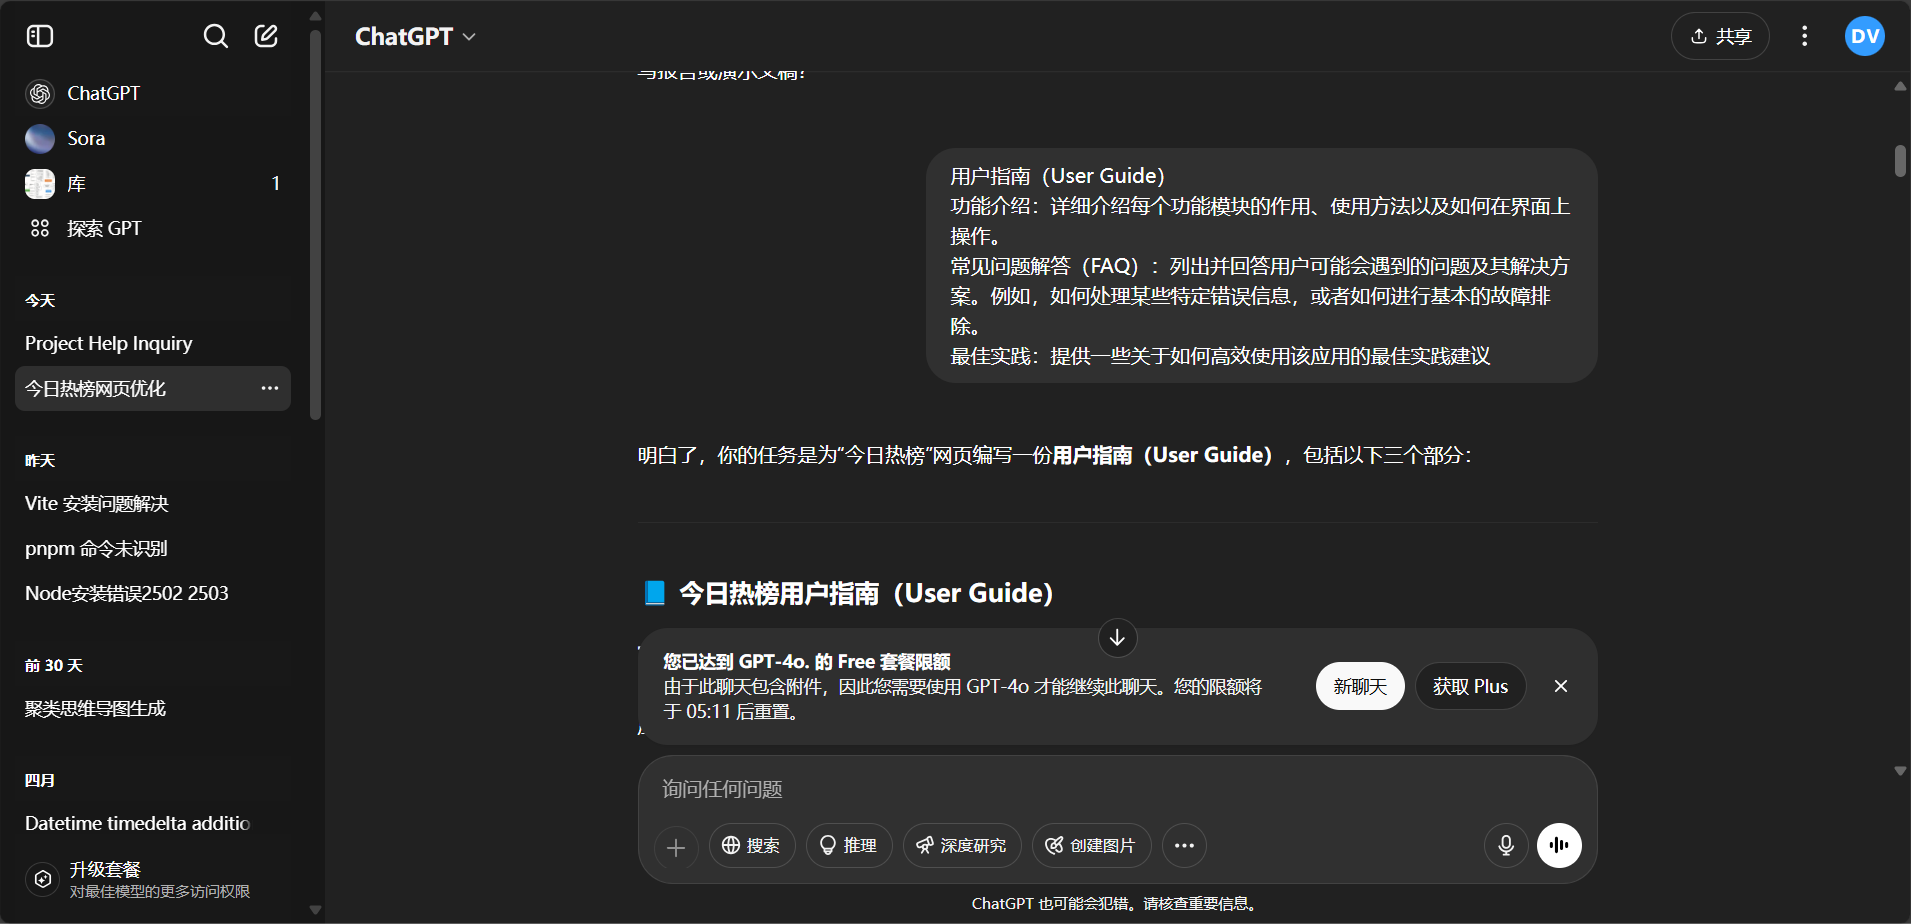 ChatGPT
Sora
库
1
探索 GPT
今天
Project Help Inquiry
今日热榜网页优化
昨天
Vite 安装问题解决
pnpm 命令未识别
Node安装错误2502 2503
前 30 天
聚类思维导图生成
四月
Datetime timedelta additio
升级套餐
对最佳模型的更多访问权限
ChatGPT
共享
DV
写报告或演示文稿？
用户指南（User Guide）
功能介绍：详细介绍每个功能模块的作用、使用方法以及如何在界面上
操作。
常见问题解答（FAQ）：列出并回答用户可能会遇到的问题及其解决方
案。例如，如何处理某些特定错误信息，或者如何进行基本的故障排
除。
最佳实践：提供一些关于如何高效使用该应用的最佳实践建议
明白了，你的任务是为“今日热榜”网页编写一份用户指南（User Guide），包括以下三个部分：
今日热榜用户指南（User Guide）
您已达到 GPT-4o. 的 Free 套餐限额
由于此聊天包含附件，因此您需要使用 GPT-4o 才能继续此聊天。您的限额将
于 05:11 后重置。
新聊天
获取 Plus
询问任何问题
搜索
推理
深度研究
创建图片
ChatGPT 也可能会犯错。请核查重要信息。